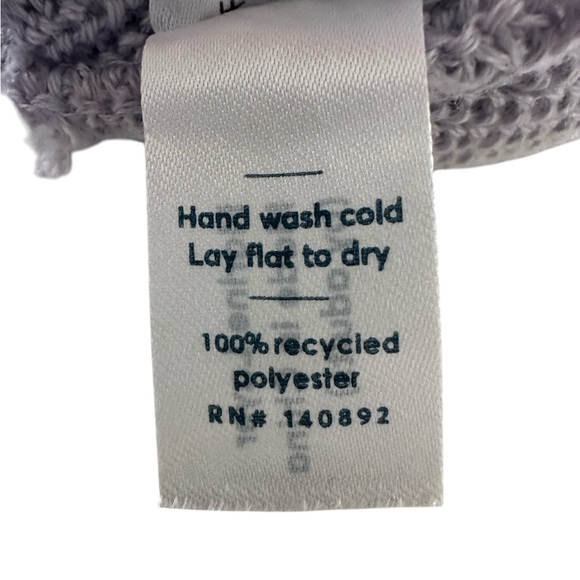 Hand wash cold
Lay flat to dry
100% recycled
polyester
RN# 140892